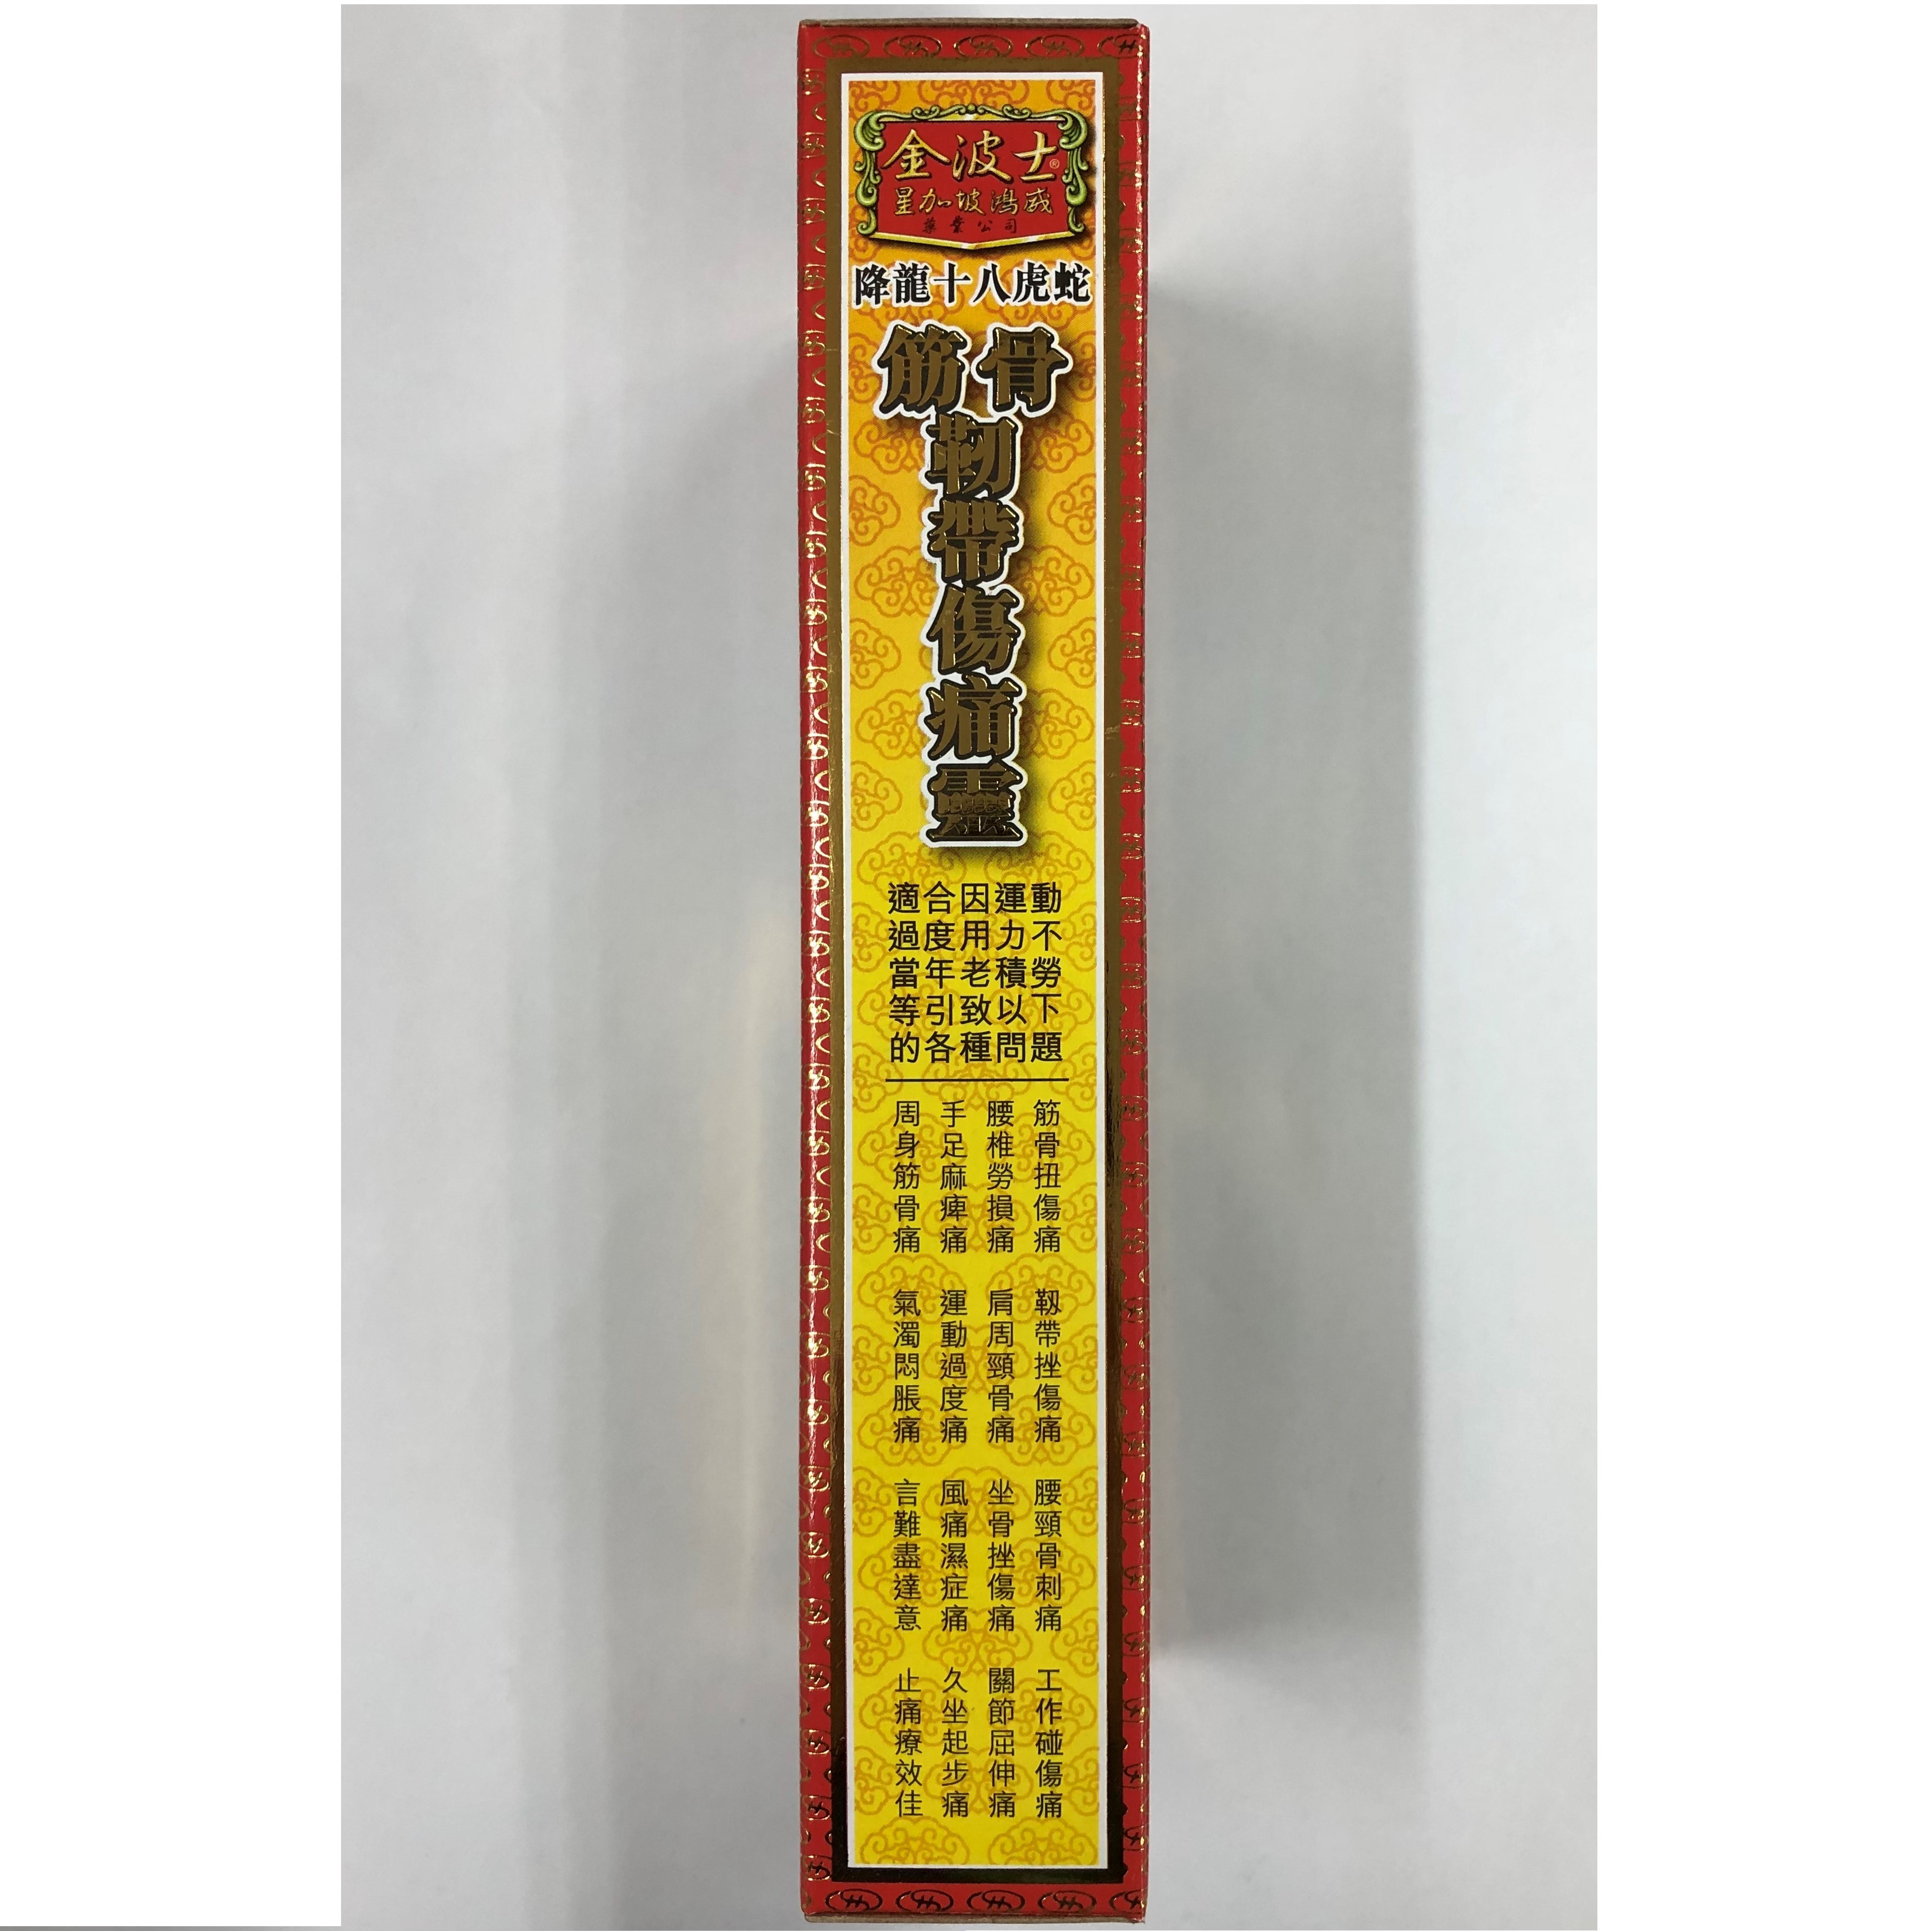 金波士®
星加坡鴻威
藥業公司
降龍十八虎蛇
筋骨
韌帶傷痛靈
適合因運動
過度用力不
當年老積勞
等引致以下
的各種問題
筋骨扭傷痛 韌帶挫傷痛 腰頸骨刺痛 工作碰傷痛
腰椎勞損痛 肩周頸骨痛 坐骨挫傷痛 關節屈伸痛
手足麻痺痛 運動過度痛 風痛濕症痛 久坐起步痛
周身筋骨痛 氣濁悶脹痛 言難盡達意 止痛療效佳